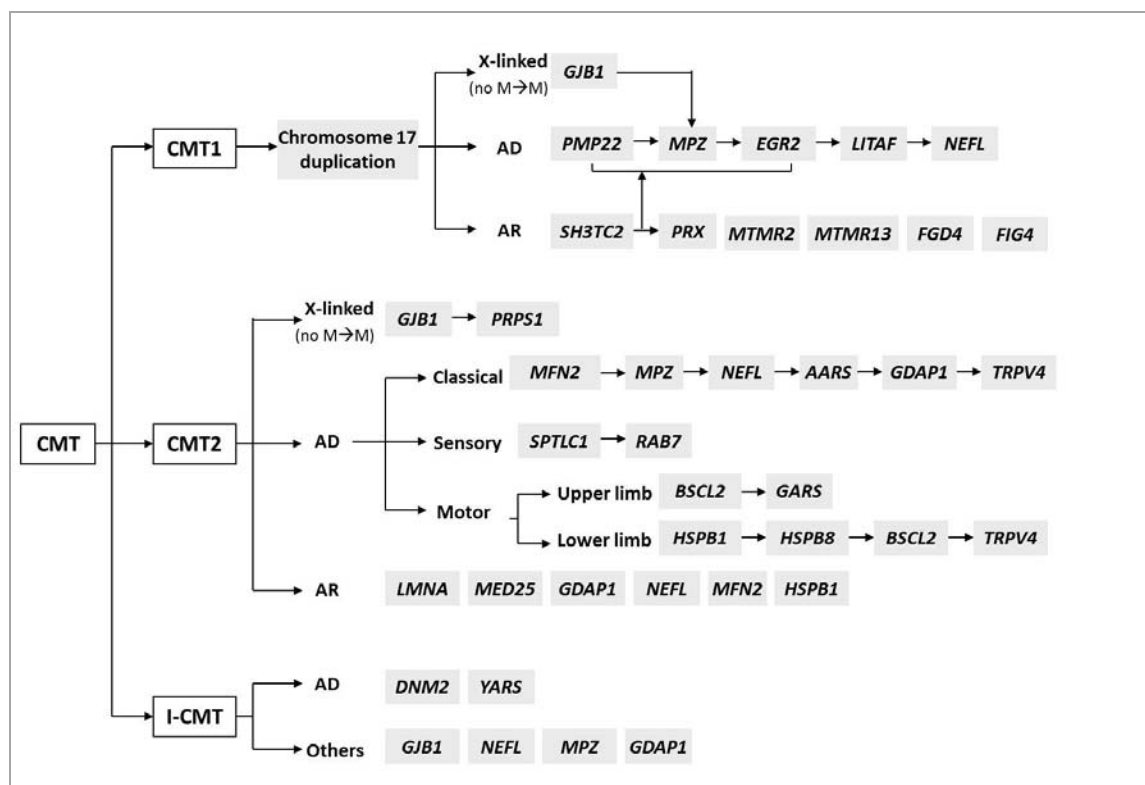 X-linked GJB1
(no M→M)
CMT1 Chromosome 17
duplication
AD PMP22 MPZ EGR2 LITAF NEFL
AR SH3TC2 PRX MTMR2 MTMR13 FGD4 FIG4
X-linked GJB1 PRPS1
(no M→M)
Classical MFN2 MPZ NEFL AARS GDAP1 TRPV4
CMT CMT2 AD Sensory SPTLC1 RAB7
Motor Upper limb BSCL2 GARS
Lower limb HSPB1 HSPB8 BSCL2 TRPV4
AR LMNA MED25 GDAP1 NEFL MFN2 HSPB1
I-CMT AD DNM2 YARS
Others GJB1 NEFL MPZ GDAP1